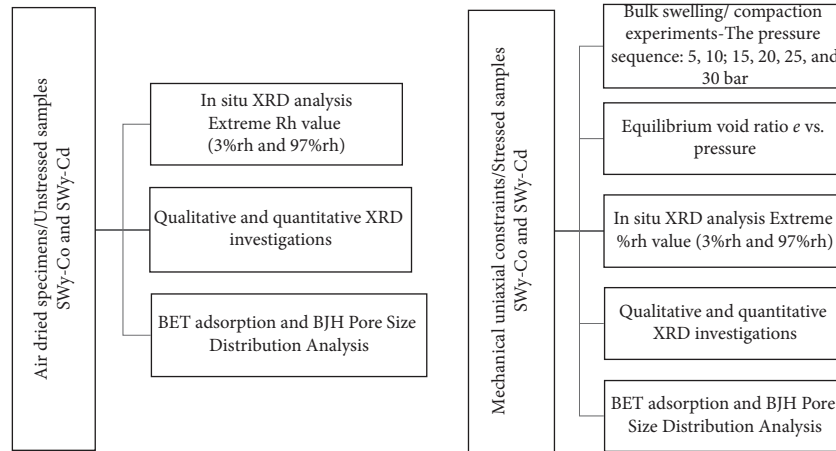 Air dried specimens/Unstressed samples
SWy-Co and SWy-Cd
In situ XRD analysis
Extreme Rh value
(3%rh and 97%rh)
Qualitative and quantitative XRD
investigations
BET adsorption and BJH Pore Size
Distribution Analysis
Mechanical uniaxial constraints/Stressed samples
SWy-Co and SWy-Cd
Bulk swelling/ compaction
experiments-The pressure
sequence: 5, 10; 15, 20, 25, and
30 bar
Equilibrium void ratio e vs.
pressure
In situ XRD analysis Extreme
%rh value (3%rh and 97%rh)
Qualitative and quantitative
XRD investigations
BET adsorption and BJH Pore
Size Distribution Analysis